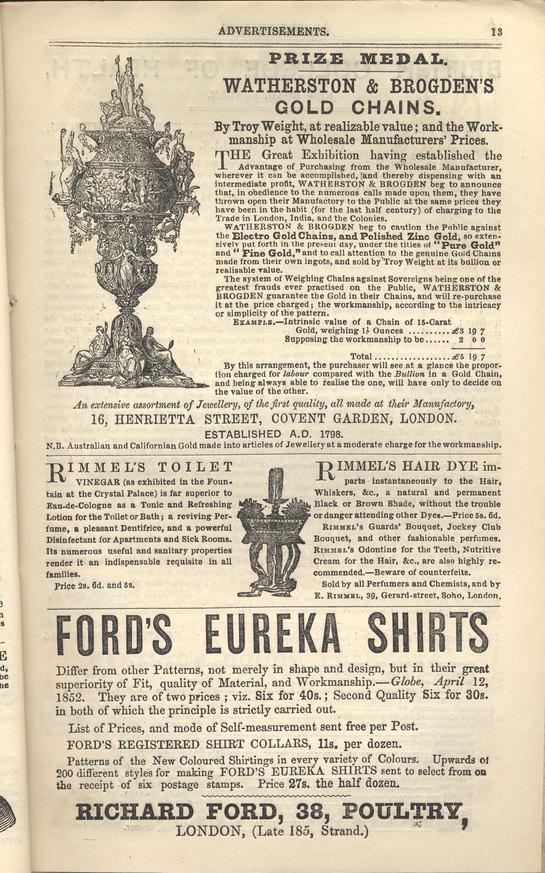 ADVERTISEMENTS. 13
PRIZE MEDAL.
WATHERSTON & BROGDEN'S
GOLD CHAINS.
By Troy Weight, at realizable value; and the Work-
manship at Wholesale Manufacturers' Prices.
THE Great Exhibition having established the
Advantage of Purchasing from the Wholesale Manufacturer,
wherever it can be accomplished, and thereby dispensing with an
intermediate profit, WATHERSTON & BROGDEN beg to announce
that, in obedience to the numerous calls made upon them, they have
thrown open their Manufactory to the Public at the same prices they
have been in the habit (for the last half century) of charging to the
Trade in London, India, and the Colonies.
WATHERSTON & BROGDEN beg to caution the Public against
the Electro Gold Chains, and Polished Zinc Gold, so exten-
sively put forth in the present day, under the titles of "Pure Gold"
and "Fine Gold," and to call attention to the genuine Gold Chains
made from their own ingots, and sold by Troy Weight at its bullion or
realisable value.
The system of Weighing Chains against Sovereigns being one of the
greatest frauds ever practised on the Public, WATHERSTON &
BROGDEN guarantee the Gold in their Chains, and will re-purchase
it at the price charged; the workmanship, according to the intricacy
or simplicity of the pattern.
EXAMPLE.—Intrinsic value of a Chain of 15-Carat
Gold, weighing 1½ Ounces .......... £3 19 7
Supposing the workmanship to be...... 2 0 0
Total................ £5 19 7
By this arrangement, the purchaser will see at a glance the propor-
tion charged for labour compared with the Bullion in a Gold Chain,
and being always able to realise the one, will have only to decide on
the value of the other.
An extensive assortment of Jewellery, of the first quality, all made at their Manufactory,
16, HENRIETTA STREET, COVENT GARDEN, LONDON.
ESTABLISHED A.D. 1798.
N.B. Australian and Californian Gold made into articles of Jewellery at a moderate charge for the workmanship.
RIMMEL'S TOILET
VINEGAR (as exhibited in the Foun-
tain at the Crystal Palace) is far superior to
Eau-de-Cologne as a Tonic and Refreshing
Lotion for the Toilet or Bath; a reviving Per-
fume, a pleasant Dentifrice, and a powerful
Disinfectant for Apartments and Sick Rooms.
Its numerous useful and sanitary properties
render it an indispensable requisite in all
families.
Price 2s. 6d. and 5s.
RIMMEL'S HAIR DYE im-
parts instantaneously to the Hair,
Whiskers, &c., a natural and permanent
Black or Brown Shade, without the trouble
or danger attending other Dyes.—Price 5s. 6d.
RIMMEL'S Guards' Bouquet, Jockey Club
Bouquet, and other fashionable perfumes.
RIMMEL'S Odontine for the Teeth, Nutritive
Cream for the Hair, &c., are also highly re-
commended.—Beware of counterfeits.
Sold by all Perfumers and Chemists, and by
E. RIMMEL, 39, Gerard-street, Soho, London.
FORD'S EUREKA SHIRTS
Differ from other Patterns, not merely in shape and design, but in their great
superiority of Fit, quality of Material, and Workmanship.—Globe, April 12,
1852. They are of two prices; viz. Six for 40s.; Second Quality Six for 30s.
in both of which the principle is strictly carried out.
List of Prices, and mode of Self-measurement sent free per Post.
FORD'S REGISTERED SHIRT COLLARS, 11s. per dozen.
Patterns of the New Coloured Shirtings in every variety of Colours. Upwards of
200 different styles for making FORD'S EUREKA SHIRTS sent to select from on
the receipt of six postage stamps. Price 27s. the half dozen.
RICHARD FORD, 38, POULTRY,
LONDON, (Late 185, Strand.)